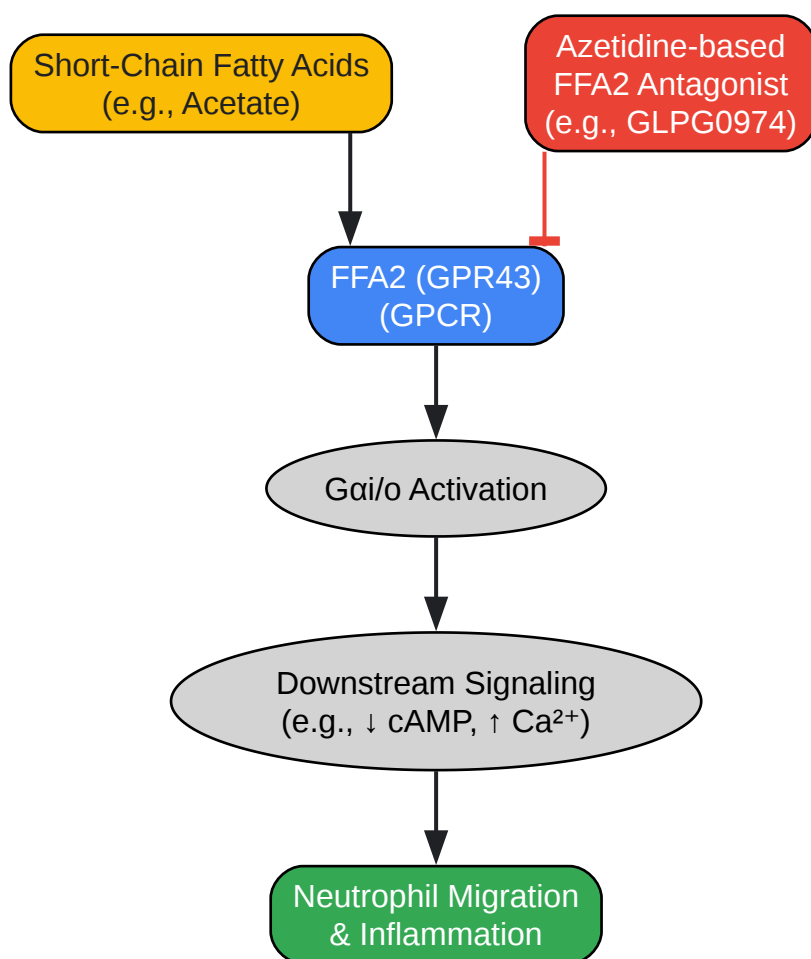 Short-Chain Fatty Acids
(e.g., Acetate)
Azetidine-based
FFA2 Antagonist
(e.g., GLPG0974)
FFA2 (GPR43)
(GPCR)
Gαi/o Activation
Downstream Signaling
(e.g., ↓ cAMP, ↑ Ca²⁺)
Neutrophil Migration
& Inflammation